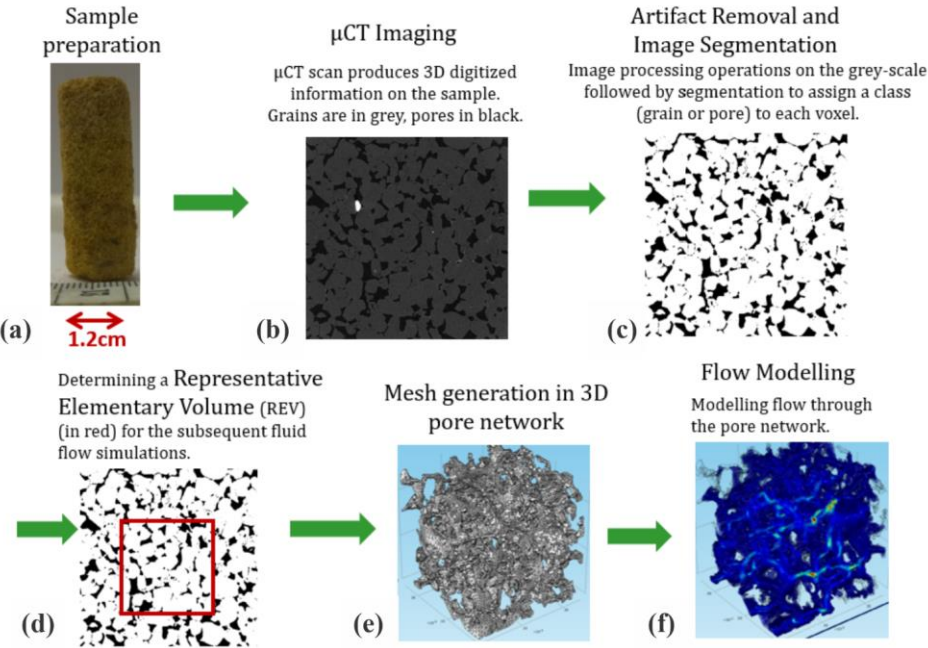 Sample
preparation
μCT Imaging
μCT scan produces 3D digitized
information on the sample.
Grains are in grey, pores in black.
Artifact Removal and
Image Segmentation
Image processing operations on the grey-scale
followed by segmentation to assign a class
(grain or pore) to each voxel.
(a)
1.2cm
(b)
(c)
Determining a Representative
Elementary Volume (REV)
(in red) for the subsequent fluid
flow simulations.
Mesh generation in 3D
pore network
Flow Modelling
Modelling flow through
the pore network.
(d)
(e)
(f)